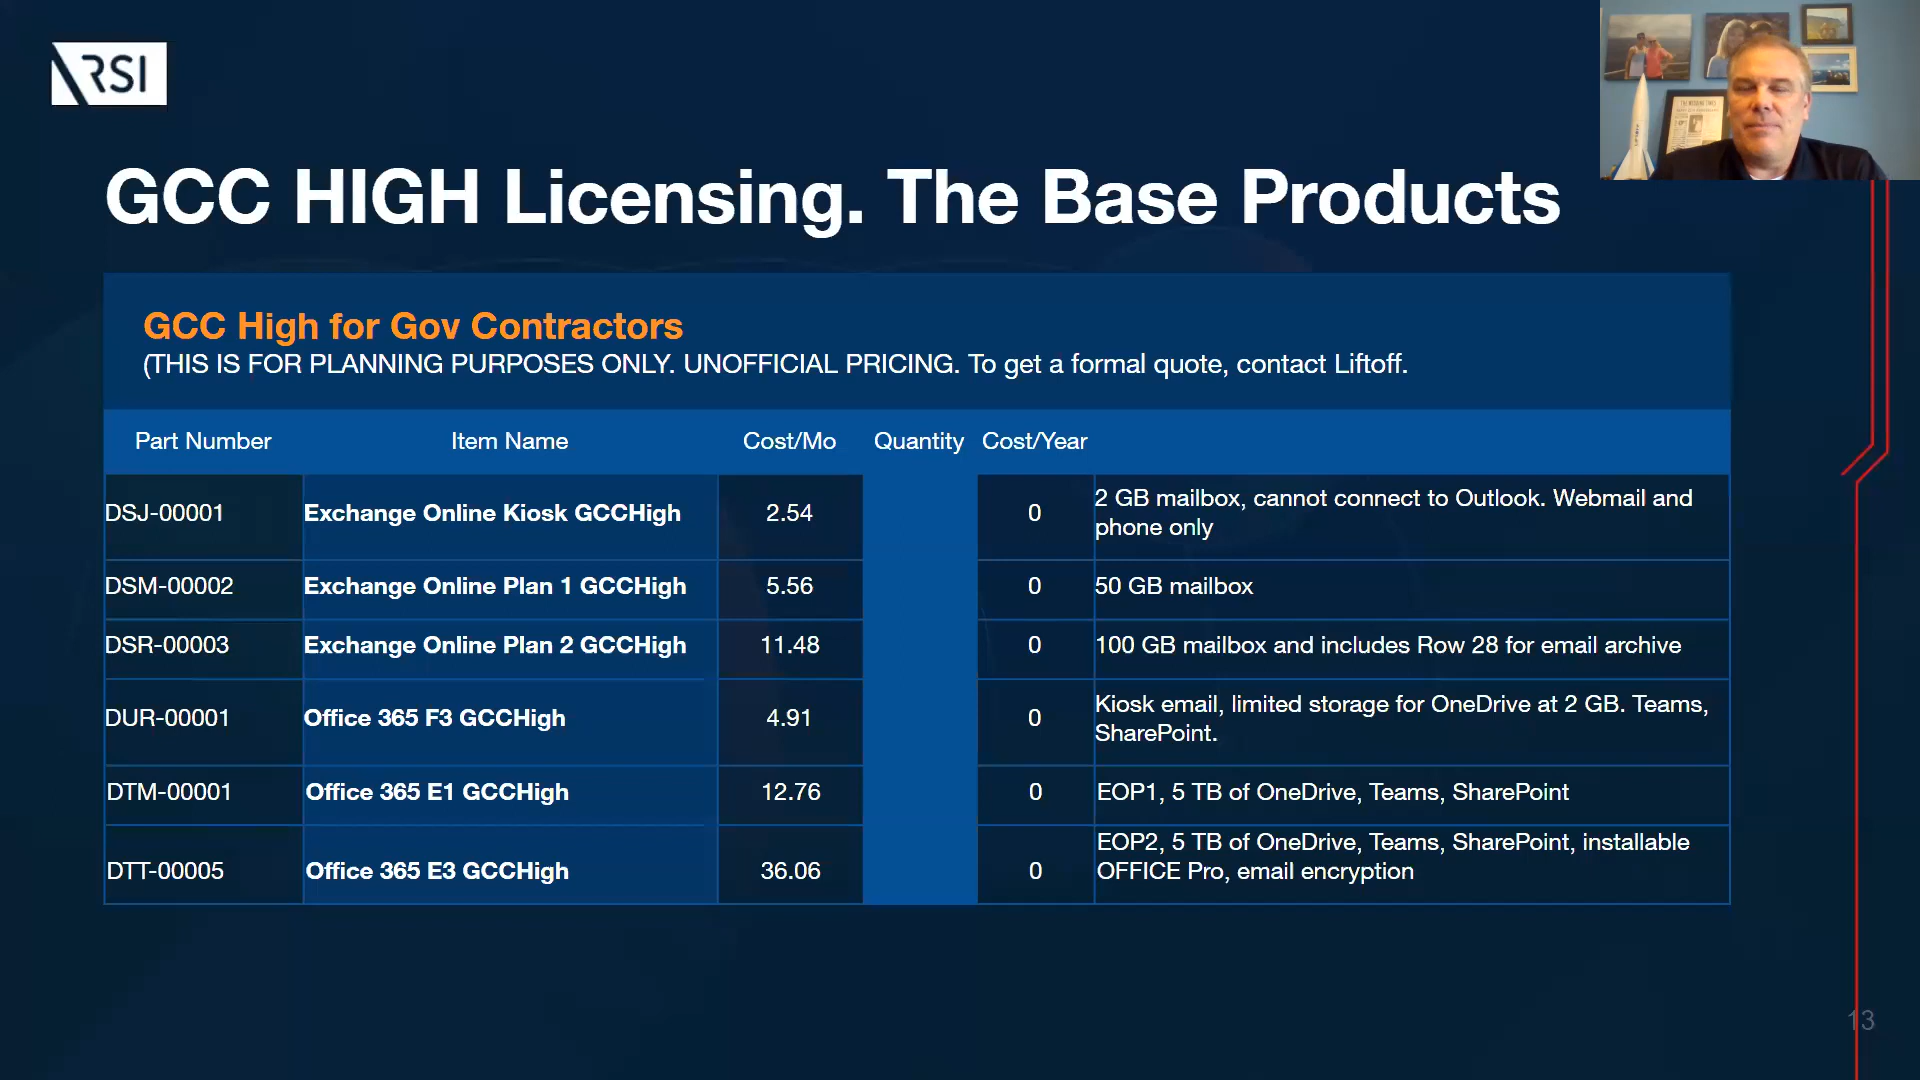 RSI
GCC HIGH Licensing. The Base Products
GCC High for Gov Contractors
(THIS IS FOR PLANNING PURPOSES ONLY. UNOFFICIAL PRICING. To get a formal quote, contact Liftoff.
Part Number Item Name Cost/Mo Quantity Cost/Year
DSJ-00001 Exchange Online Kiosk GCCHigh 2.54 0 2 GB mailbox, cannot connect to Outlook. Webmail and
phone only
DSM-00002 Exchange Online Plan 1 GCCHigh 5.56 0 50 GB mailbox
DSR-00003 Exchange Online Plan 2 GCCHigh 11.48 0 100 GB mailbox and includes Row 28 for email archive
DUR-00001 Office 365 F3 GCCHigh 4.91 0 Kiosk email, limited storage for OneDrive at 2 GB. Teams,
SharePoint.
DTM-00001 Office 365 E1 GCCHigh 12.76 0 EOP1, 5 TB of OneDrive, Teams, SharePoint
DTT-00005 Office 365 E3 GCCHigh 36.06 0 EOP2, 5 TB of OneDrive, Teams, SharePoint, installable
OFFICE Pro, email encryption
13